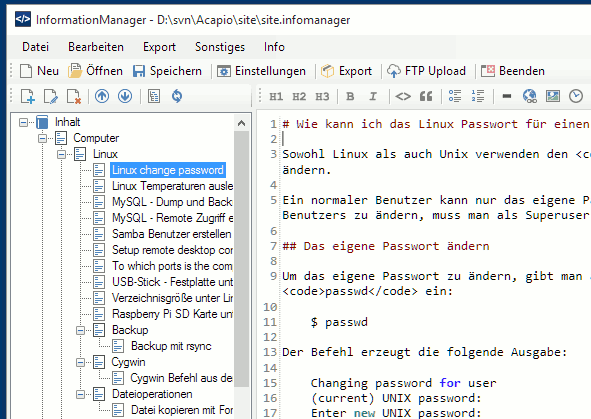 InformationManager - D:\svn\Acapio\site\site.infomanager
Datei Bearbeiten Export Sonstiges Info
Neu Öffnen Speichern Einstellungen Export FTP Upload Beenden
H1 H2 H3 B I <> 
Inhalt
Computer
Linux
Linux change password
Linux Temperaturen ausle
MySQL - Dump und Back
MySQL - Remote Zugriff e
Samba Benutzer erstellen
Setup remote desktop cor
To which ports is the com
USB-Stick - Festplatte unt
Verzeichnisgröße unter Lin
Raspberry Pi SD Karte unt
Backup
Backup mit rsync
Cygwin
Cygwin Befehl aus de
Dateioperationen
Datei kopieren mit For
1 # Wie kann ich das Linux Passwort für einen
2
3 Sowohl Linux als auch Unix verwenden den <c
ändern.
4
5 Ein normaler Benutzer kann nur das eigene P
Benutzers zu ändern, muss man als Superuser
6
7 ## Das eigene Passwort ändern
8
9 Um das eigene Passwort zu ändern, gibt man
<code>passwd</code> ein:
10
11 $ passwd
12
13 Der Befehl erzeugt die folgende Ausgabe:
14
15 Changing password for user
16 (current) UNIX password:
17 Enter new UNIX password: